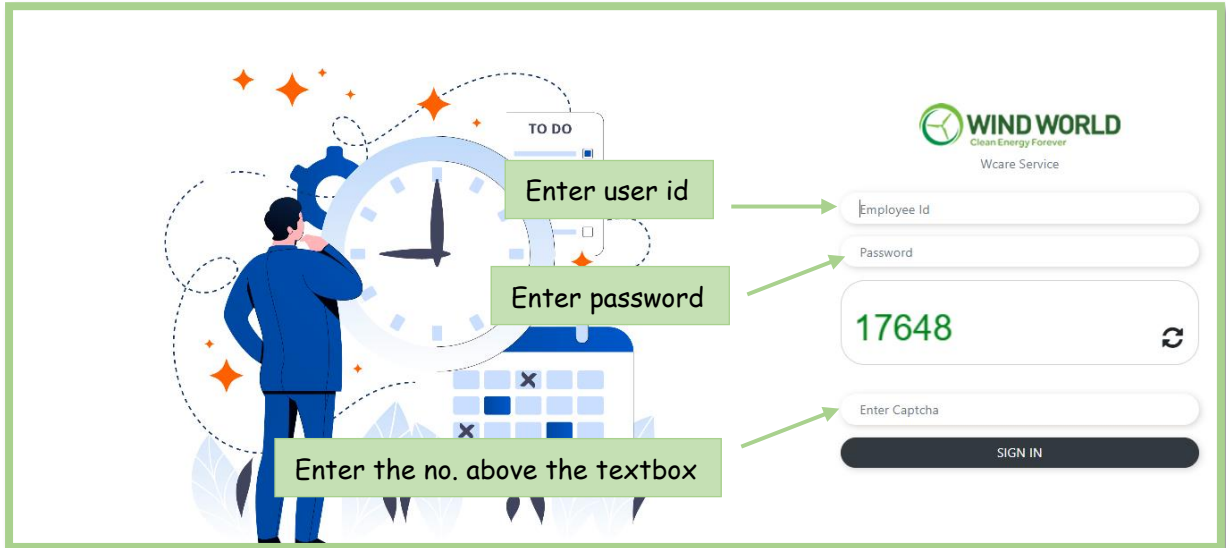 TO DO
WIND WORLD
Clean Energy Forever
Wcare Service
Enter user id
Employee Id
Password
Enter password
17648
Enter Captcha
Enter the no. above the textbox
SIGN IN